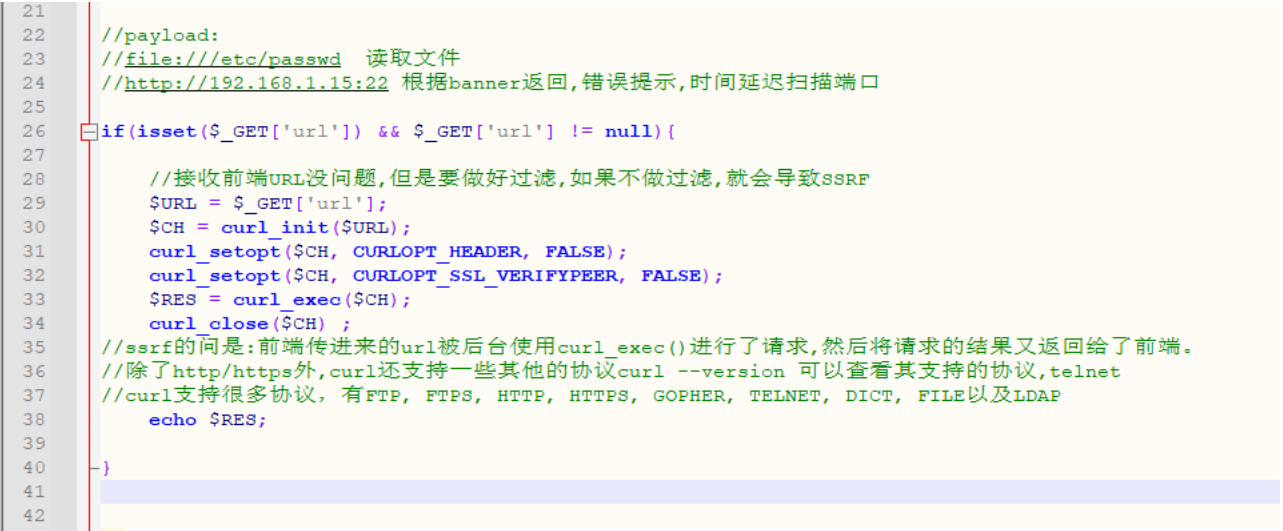 21
22 //payload:
23 //file:///etc/passwd 读取文件
24 //http://192.168.1.15:22 根据banner返回,错误提示,时间延迟扫描端口
25
26 if(isset($_GET['url']) && $_GET['url'] != null){
27
28 //接收前端URL没问题,但是要做好过滤,如果不做过滤,就会导致SSRF
29 $URL = $_GET['url'];
30 $CH = curl_init($URL);
31 curl_setopt($CH, CURLOPT_HEADER, FALSE);
32 curl_setopt($CH, CURLOPT_SSL_VERIFYPEER, FALSE);
33 $RES = curl_exec($CH);
34 curl_close($CH) ;
35 //ssrf的问是:前端传进来的url被后台使用curl_exec()进行了请求,然后将请求的结果又返回给了前端。
36 //除了http/https外,curl还支持一些其他的协议curl --version 可以查看其支持的协议,telnet
37 //curl支持很多协议，有FTP, FTPS, HTTP, HTTPS, GOPHER, TELNET, DICT, FILE以及LDAP
38 echo $RES;
39
40 }
41
42